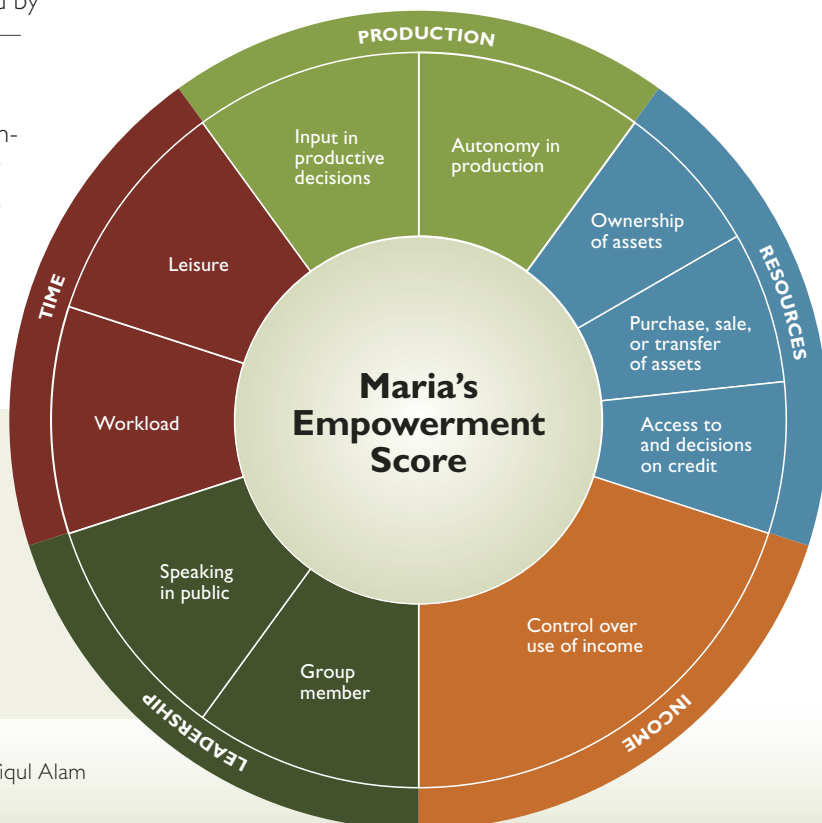 by
—
PRODUCTION
Input in
productive
decisions
Autonomy in
production
Ownership
of assets
RESOURCES
Purchase, sale,
or transfer
of assets
Access to
and decisions
on credit
Control over
use of income
INCOME
Group
member
Speaking
in public
LEADERSHIP
Workload
Leisure
TIME
Maria's
Empowerment
Score
Alam